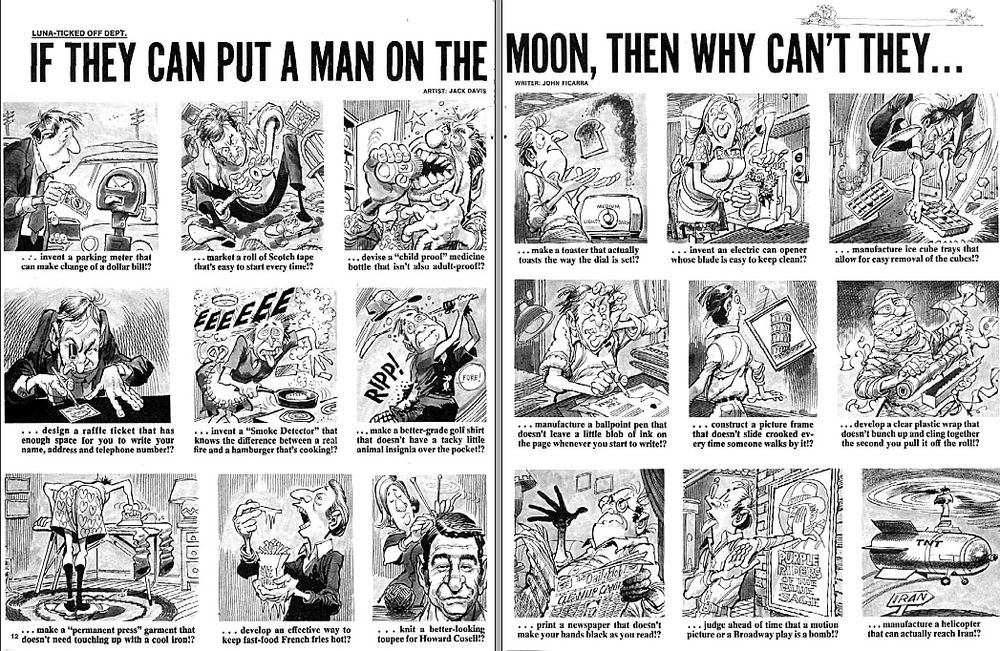 LUNA-TICKED OFF DEPT.
IF THEY CAN PUT A MAN ON THE MOON, THEN WHY CAN'T THEY...
ARTIST: JACK DAVIS
WRITER: JOHN FICARRA
... invent a parking meter that
can make change of a dollar bill!?
... market a roll of Scotch tape
that's easy to start every time!?
... devise a "child proof" medicine
bottle that isn't also adult-proof!?
MEDIUM
LIGHT
DARK
... make a toaster that actually
toasts the way the dial is set!?
... invent an electric can opener
whose blade is easy to keep clean!?
... manufacture ice cube trays that
allow for easy removal of the cubes!?
... design a raffle ticket that has
enough space for you to write your
name, address and telephone number!?
EEEEEEE
... invent a "Smoke Detector" that
knows the difference between a real
fire and a hamburger that's cooking!?
RIPP!
FORE!
... make a better-grade golf shirt
that doesn't have a tacky little
animal insignia over the pocket!?
... manufacture a ballpoint pen that
doesn't leave a little blob of ink on
the page whenever you start to write!?
... construct a picture frame
that doesn't slide crooked ev-
ery time someone walks by it!?
... develop a clear plastic wrap that
doesn't bunch up and cling together
the second you pull it off the roll!?
... make a "permanent press" garment that
doesn't need touching up with a cool iron!?
... develop an effective way to
keep fast-food French fries hot!?
... knit a better-looking
toupee for Howard Cosell!?
... print a newspaper that doesn't
make your hands black as you read!?
PURPLE
RIDERS
OF THE
... judge ahead of time that a motion
picture or a Broadway play is a bomb!?
TNT
IRAN
... manufacture a helicopter
that can actually reach Iran!?
12